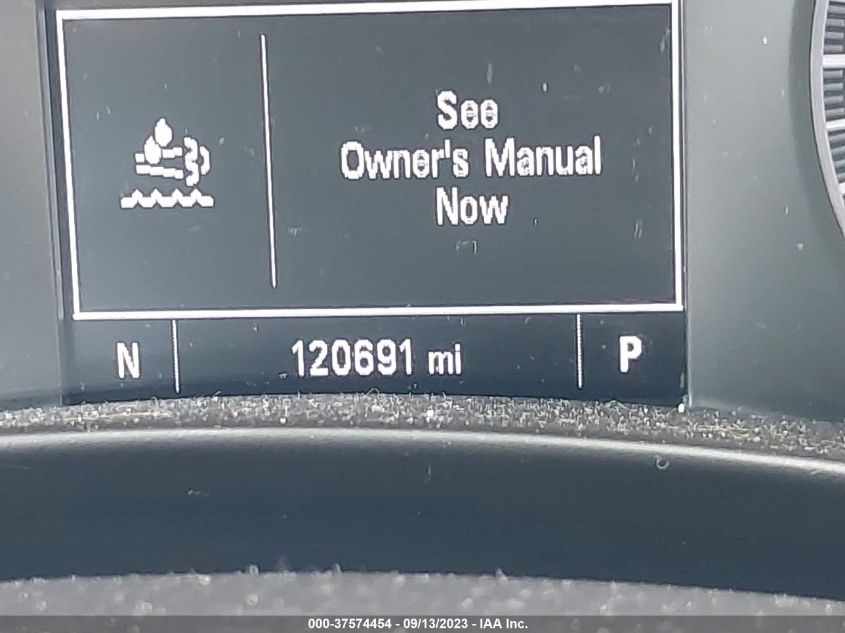 See
Owner's Manual
Now
N 120691 mi P
000-37574454 - 09/13/2023 - IAA Inc.